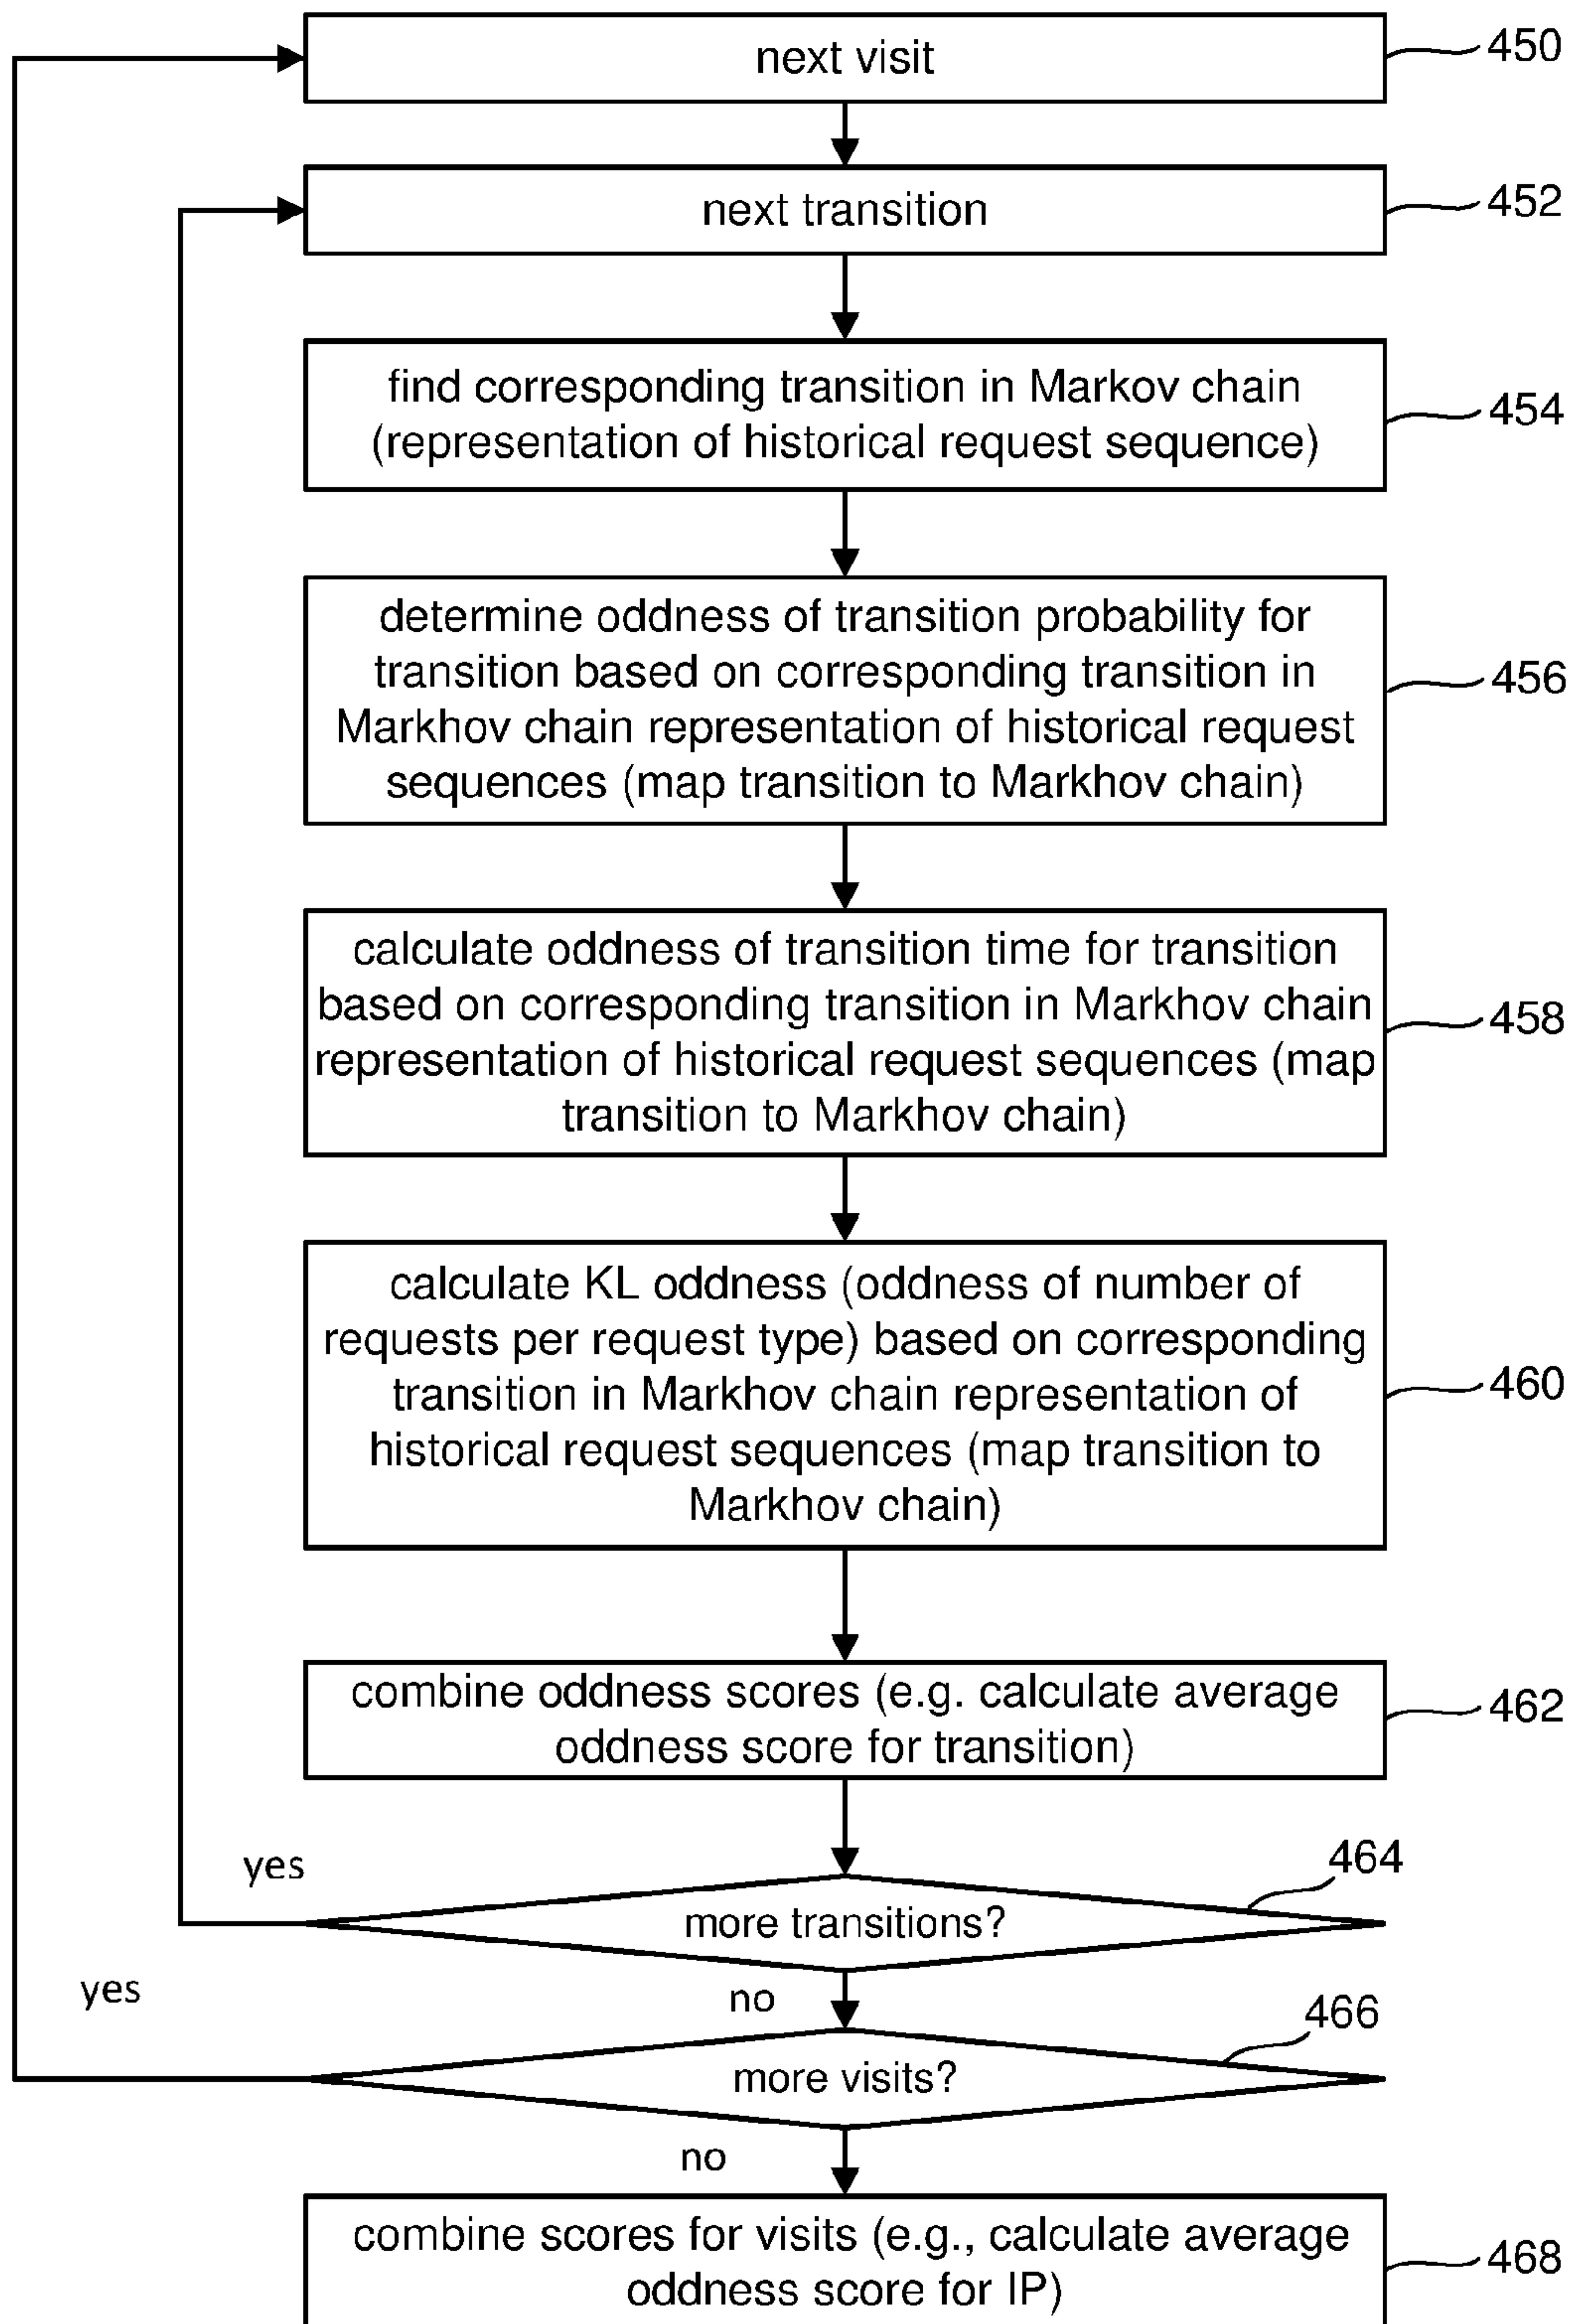 next visit
450
next transition
452
find corresponding transition in Markov chain
(representation of historical request sequence)
454
determine oddness of transition probability for
transition based on corresponding transition in
Markhov chain representation of historical request
sequences (map transition to Markhov chain)
456
calculate oddness of transition time for transition
based on corresponding transition in Markhov chain
representation of historical request sequences (map
transition to Markhov chain)
458
calculate KL oddness (oddness of number of
requests per request type) based on corresponding
transition in Markhov chain representation of
historical request sequences (map transition to
Markhov chain)
460
combine oddness scores (e.g. calculate average
oddness score for transition)
462
yes
464
more transitions?
yes
no
466
more visits?
no
combine scores for visits (e.g., calculate average
oddness score for IP)
468